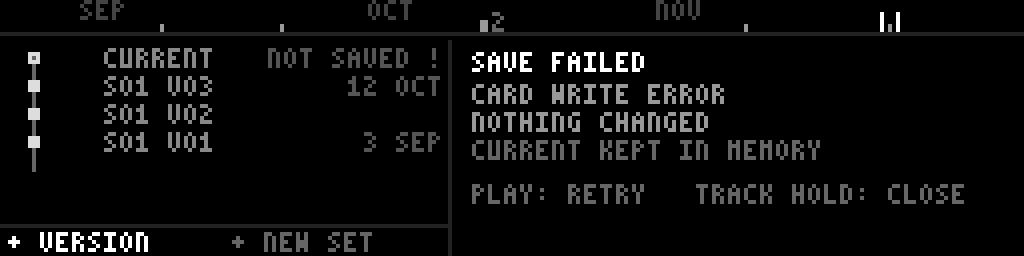 SEP OCT NOV
2
CURRENT NOT SAVED !
S01 V03 12 OCT
S01 V02
S01 V01 3 SEP
+ VERSION + NEW SET
SAVE FAILED
CARD WRITE ERROR
NOTHING CHANGED
CURRENT KEPT IN MEMORY
PLAY: RETRY TRACK HOLD: CLOSE